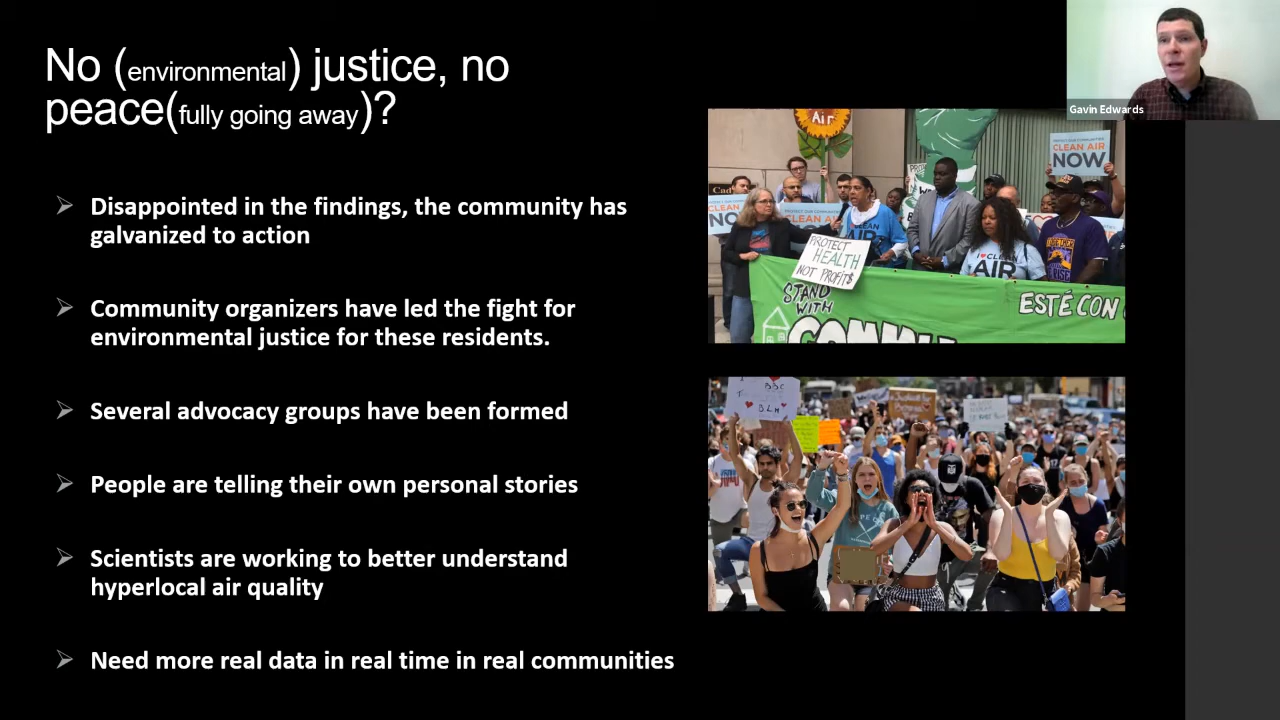 No (environmental) justice, no
peace(fully going away)?
Gavin Edwards
➢ Disappointed in the findings, the community has
galvanized to action
➢ Community organizers have led the fight for
environmental justice for these residents.
➢ Several advocacy groups have been formed
➢ People are telling their own personal stories
➢ Scientists are working to better understand
hyperlocal air quality
➢ Need more real data in real time in real communities
Air
CLEAN AIR
NOW
PROTECT
HEALTH
NOT PROFIT$
I ♥ CLEAN
AIR
STAND
WITH
ESTÉ CON